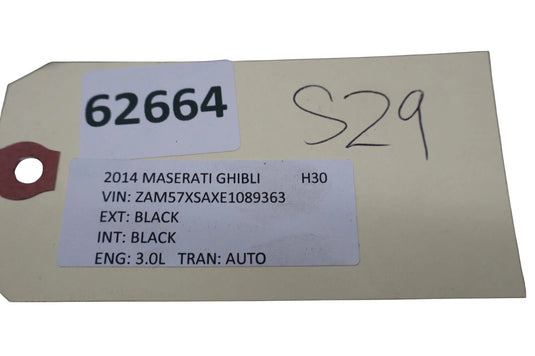 62664
S29
2014 MASERATI GHIBLI H30
VIN: ZAM57XSAXE1089363
EXT: BLACK
INT: BLACK
ENG: 3.0L TRAN: AUTO